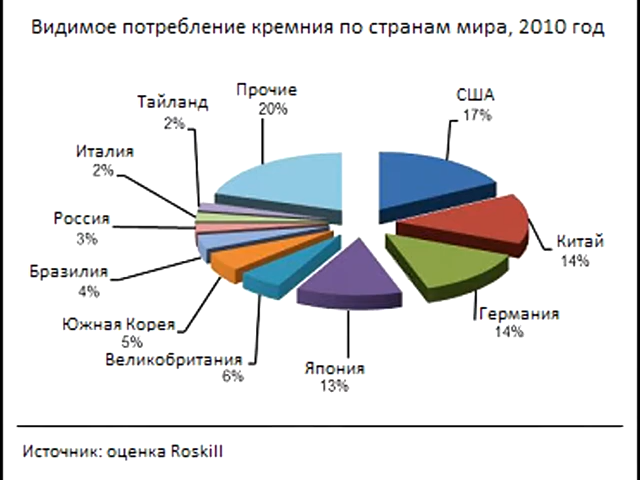 Видимое потребление кремния по странам мира, 2010 год
Прочие
20%
США
17%
Тайланд
2%
Италия
2%
Россия
3%
Китай
14%
Бразилия
4%
Германия
14%
Южная Корея
5%
Великобритания
6%
Япония
13%
Источник: оценка Roskill